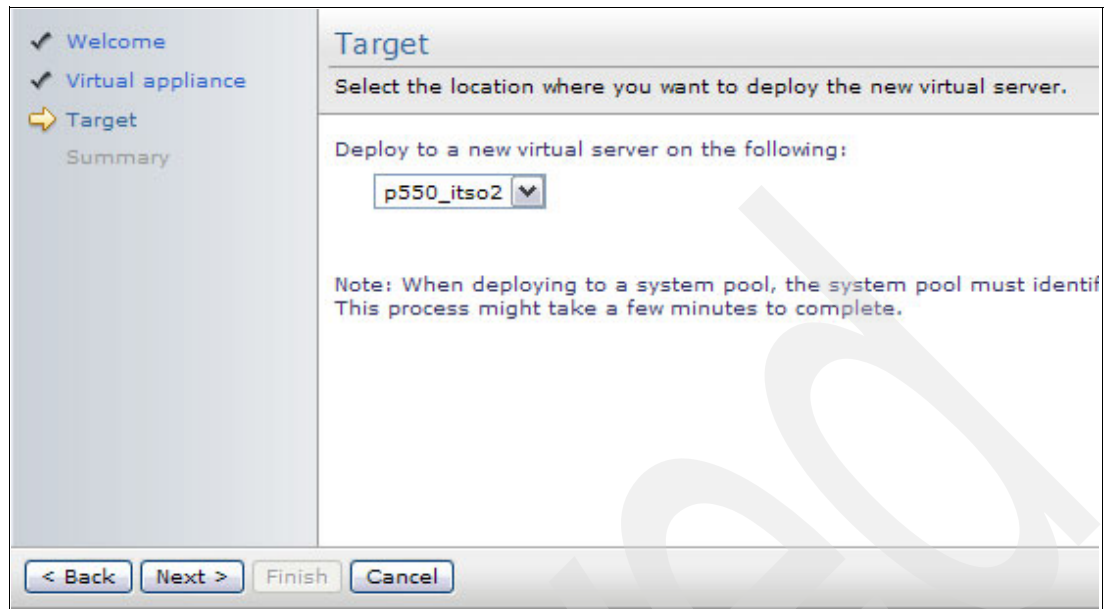 Welcome
Virtual appliance
Target
Summary
Target
Select the location where you want to deploy the new virtual server.
Deploy to a new virtual server on the following:
p550_itso2
Note: When deploying to a system pool, the system pool must
This process might take a few minutes to complete.
< Back
Next >
Finish
Cancel